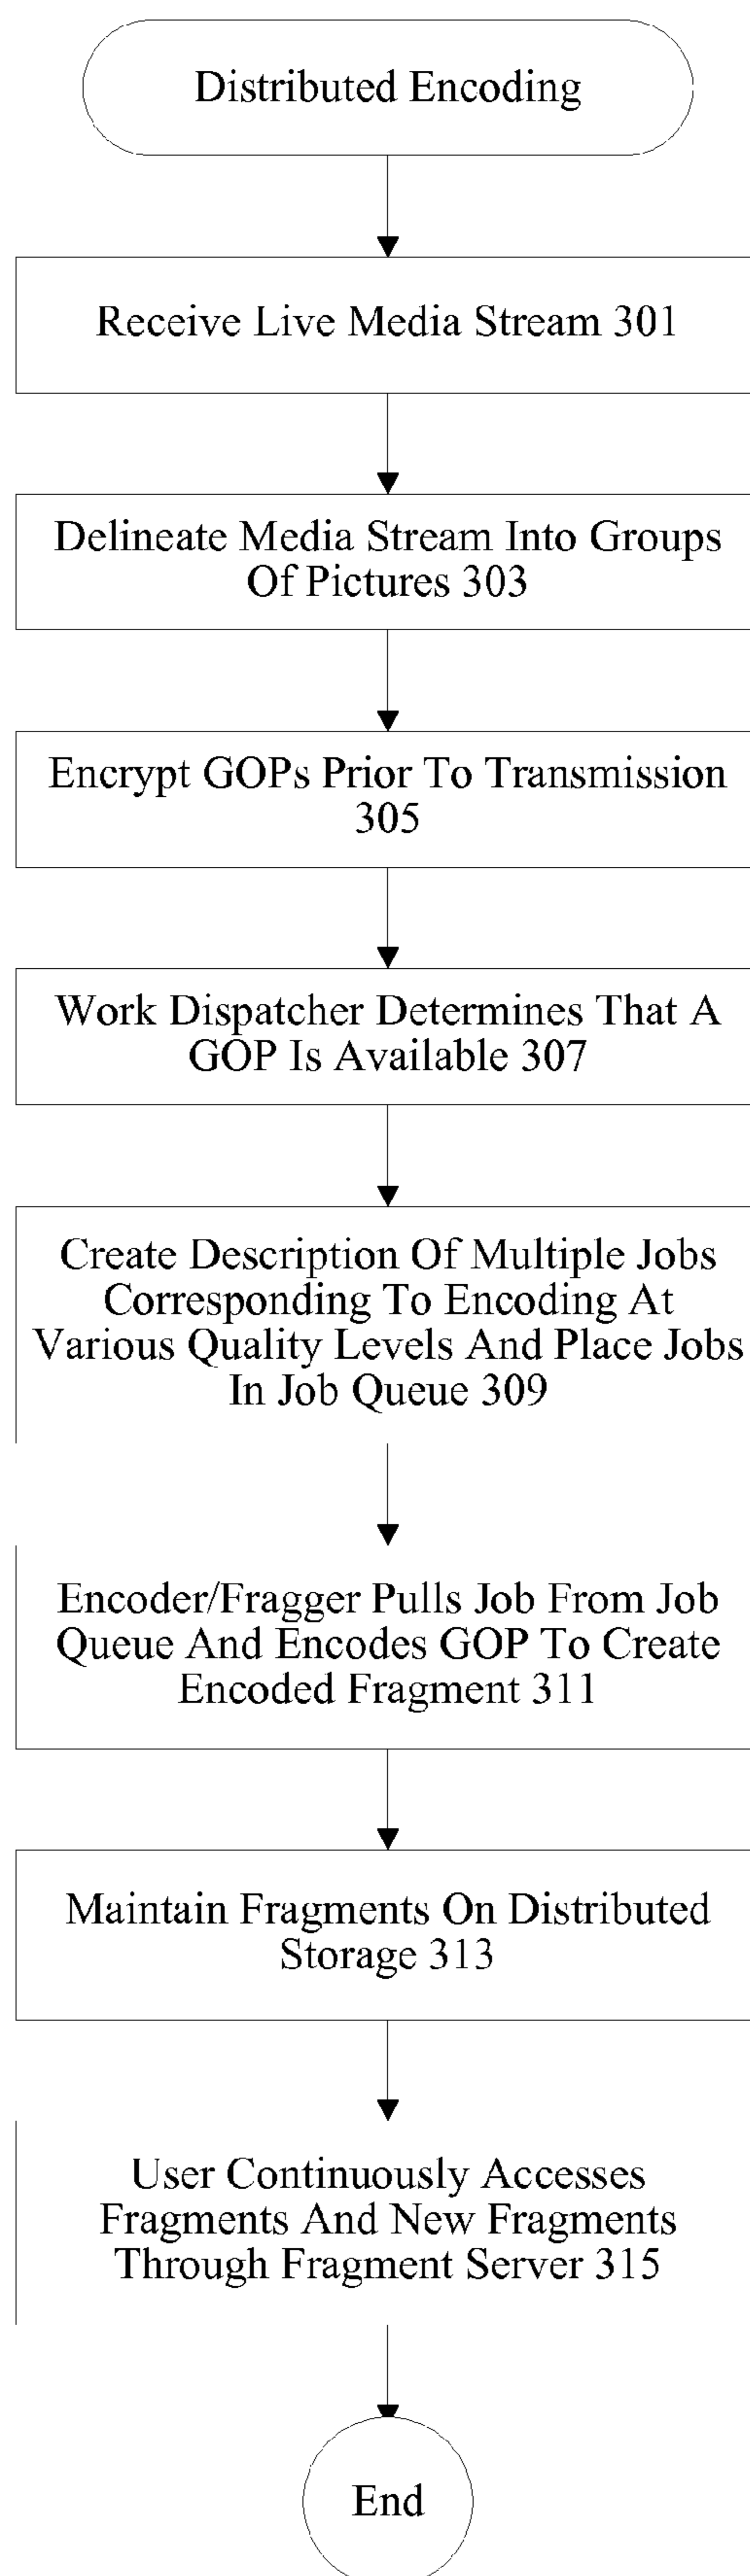 Distributed Encoding
Receive Live Media Stream 301
Delineate Media Stream Into Groups
Of Pictures 303
Encrypt GOPs Prior To Transmission
305
Work Dispatcher Determines That A
GOP Is Available 307
Create Description Of Multiple Jobs
Corresponding To Encoding At
Various Quality Levels And Place Jobs
In Job Queue 309
Encoder/Fragger Pulls Job From Job
Queue And Encodes GOP To Create
Encoded Fragment 311
Maintain Fragments On Distributed
Storage 313
User Continuously Accesses
Fragments And New Fragments
Through Fragment Server 315
End